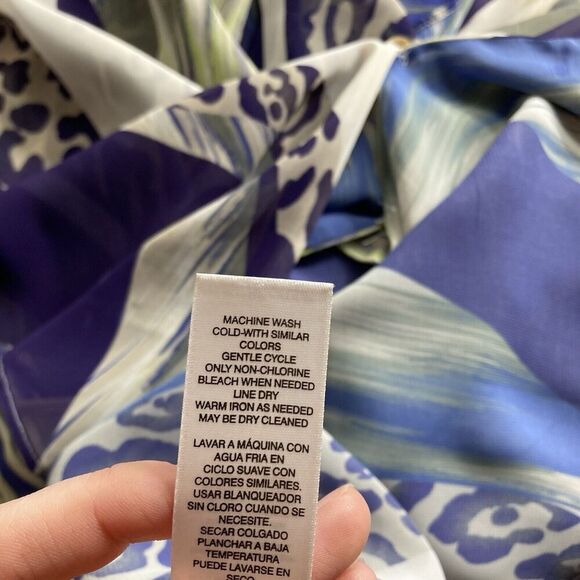 MACHINE WASH
COLD-WITH SIMILAR
COLORS
GENTLE CYCLE
ONLY NON-CHLORINE
BLEACH WHEN NEEDED
LINE DRY
WARM IRON AS NEEDED
MAY BE DRY CLEANED
LAVAR A MÁQUINA CON
AGUA FRIA EN
CICLO SUAVE CON
COLORES SIMILARES.
USAR BLANQUEADOR
SIN CLORO CUANDO SE
NECESITE.
SECAR COLGADO
PLANCHAR A BAJA
TEMPERATURA
PUEDE LAVARSE EN
SECO